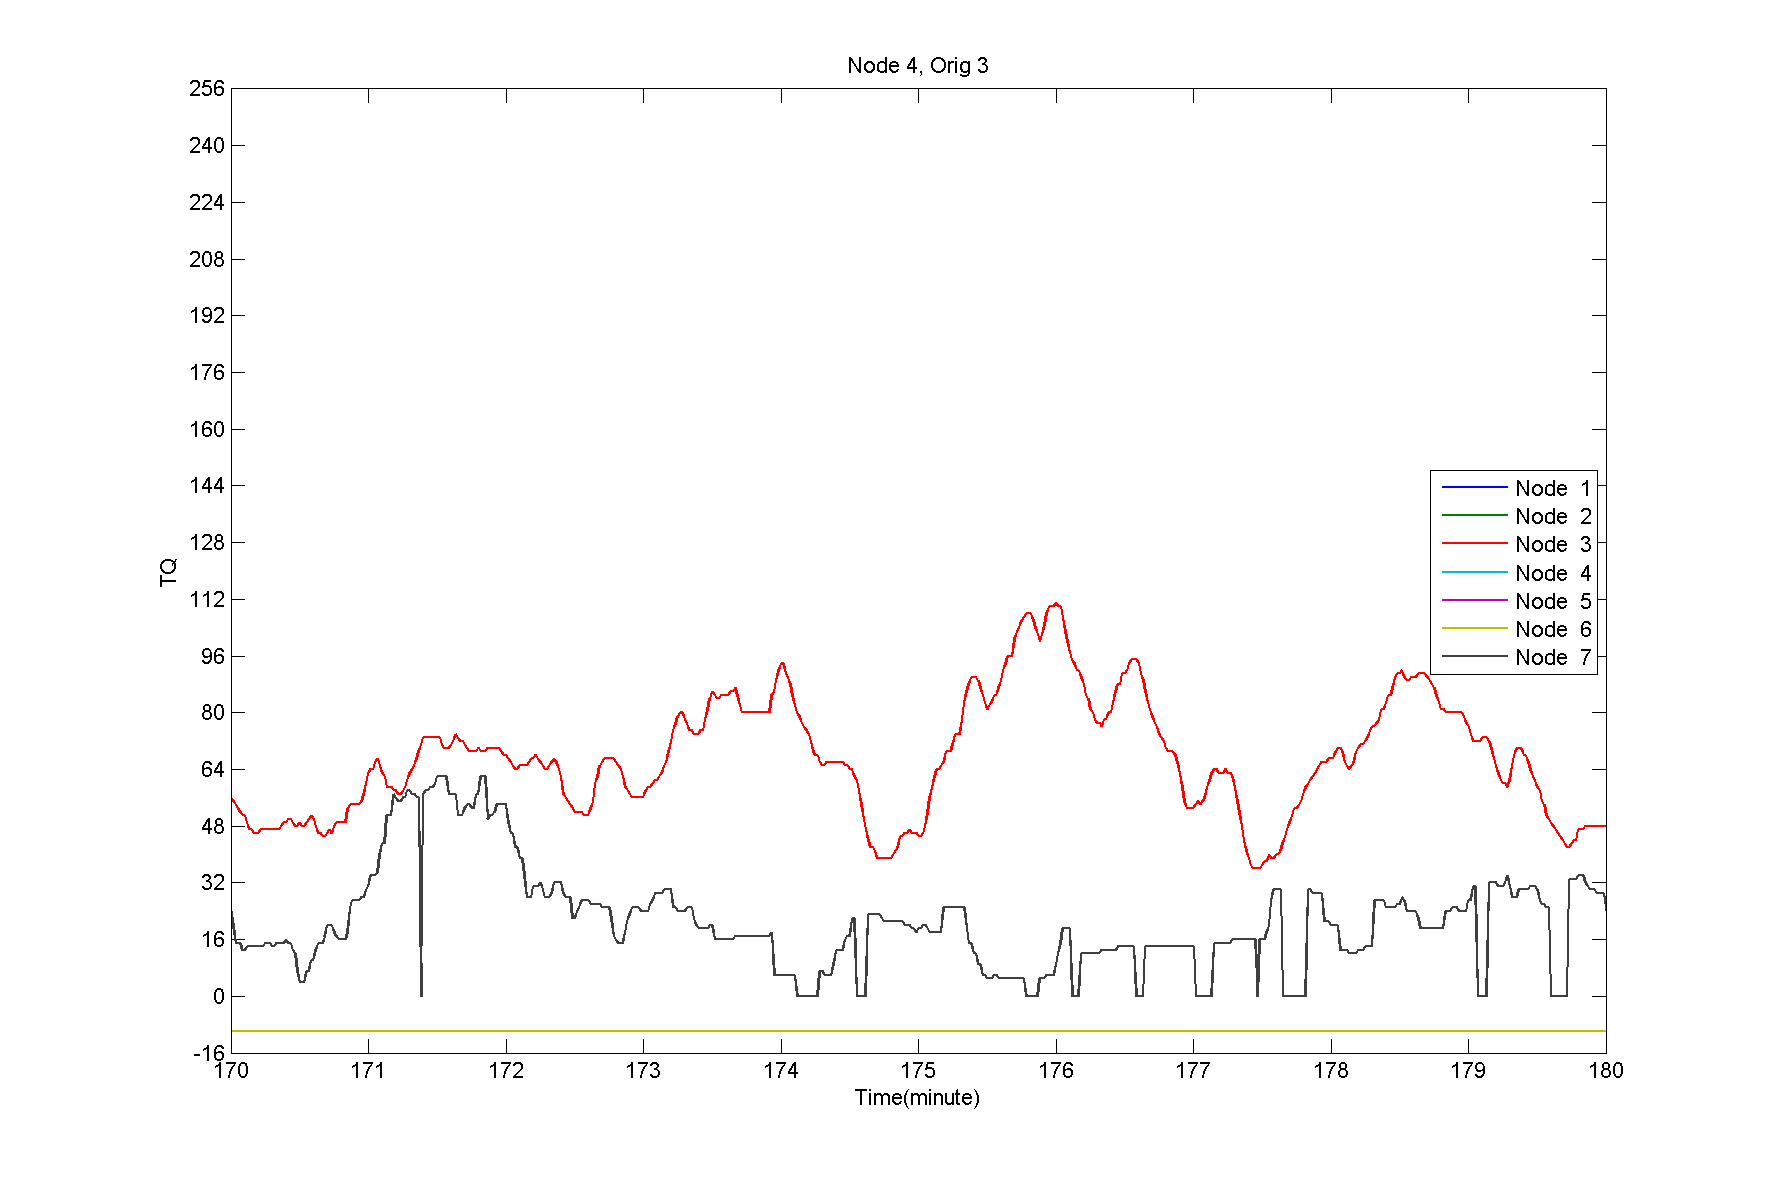 Node 4, Orig 3
256
240
224
208
192
176
160
144
128
112
96
80
64
48
32
16
0
-16
TQ
Node 1
Node 2
Node 3
Node 4
Node 5
Node 6
Node 7
170 171 172 173 174 175 176 177 178 179 180
Time(minute)